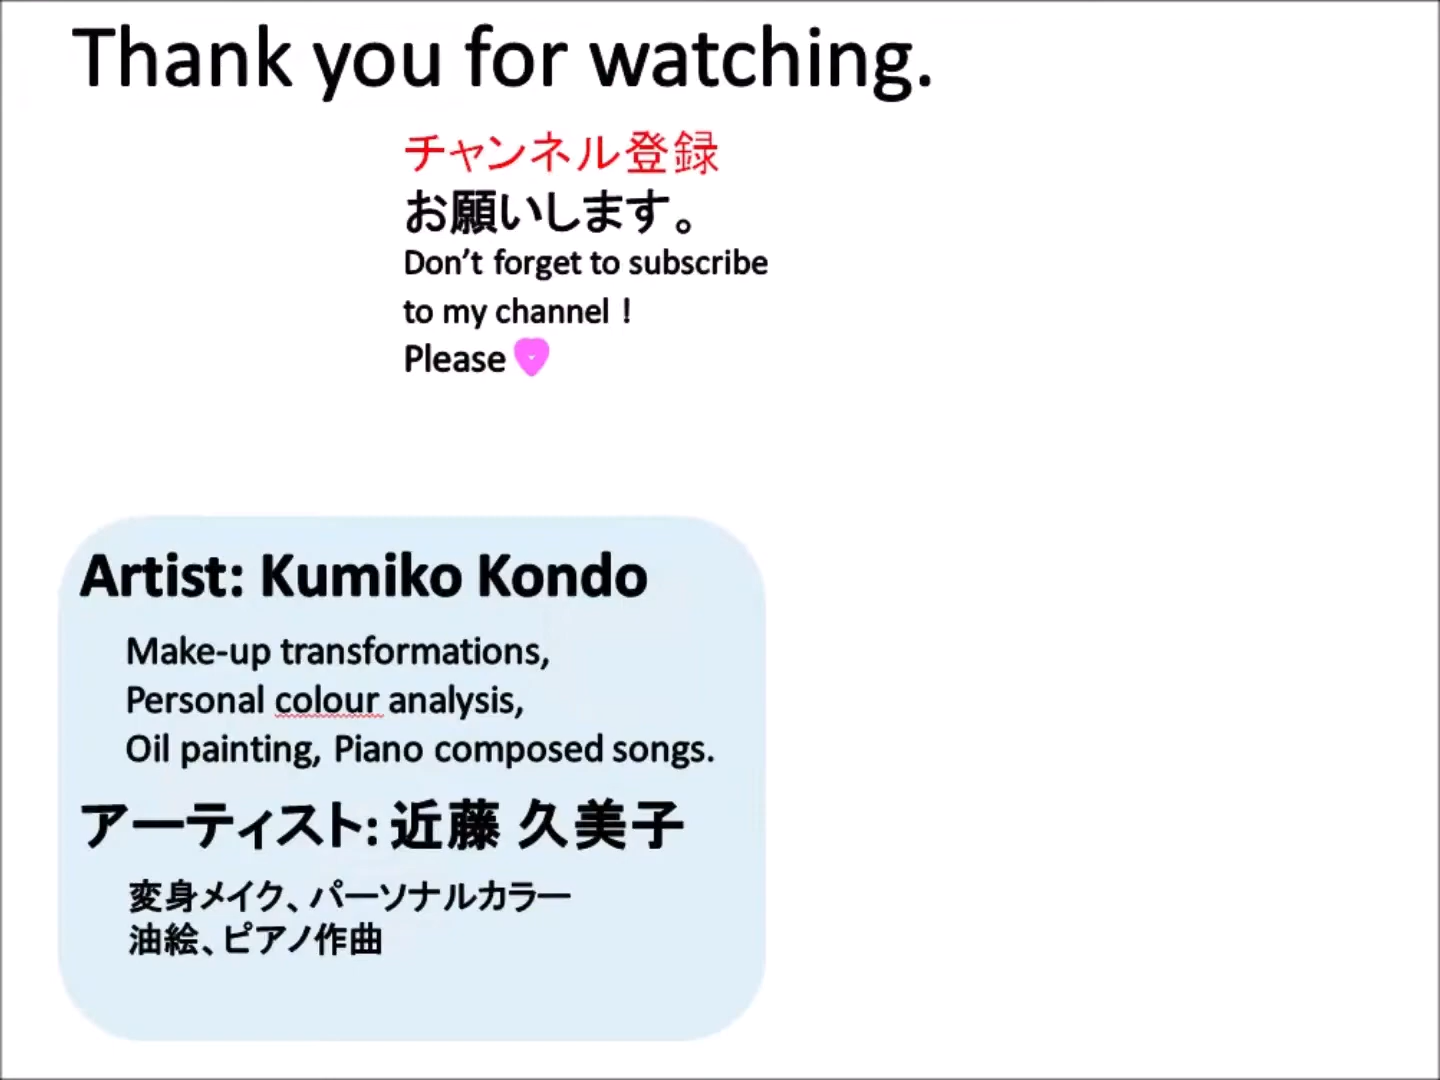 Thank you for watching.
チャンネル登録
お願いします。
Don’t forget to subscribe
to my channel！
Please
Artist: Kumiko Kondo
Make-up transformations,
Personal colour analysis,
Oil painting, Piano composed songs.
アーティスト: 近藤 久美子
変身メイク、パーソナルカラー
油絵、ピアノ作曲